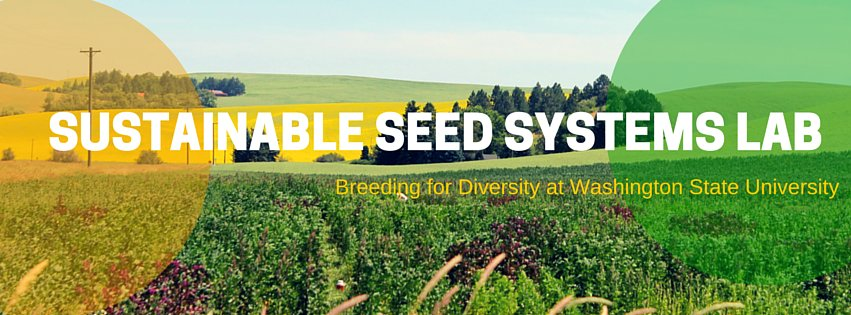 SUSTAINABLE SEED SYSTEMS LAB
Breeding for Diversity at Washington State University